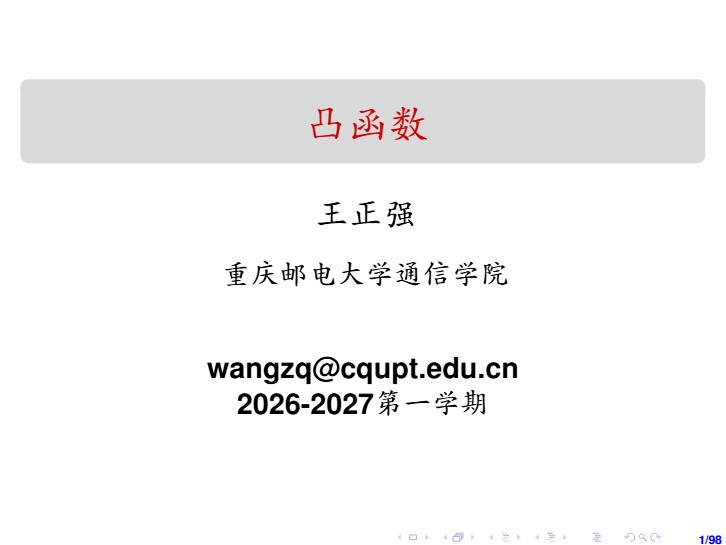 凸函数
王正强
重庆邮电大学通信学院
wangzq@cqupt.edu.cn
2026-2027第一学期
1/98